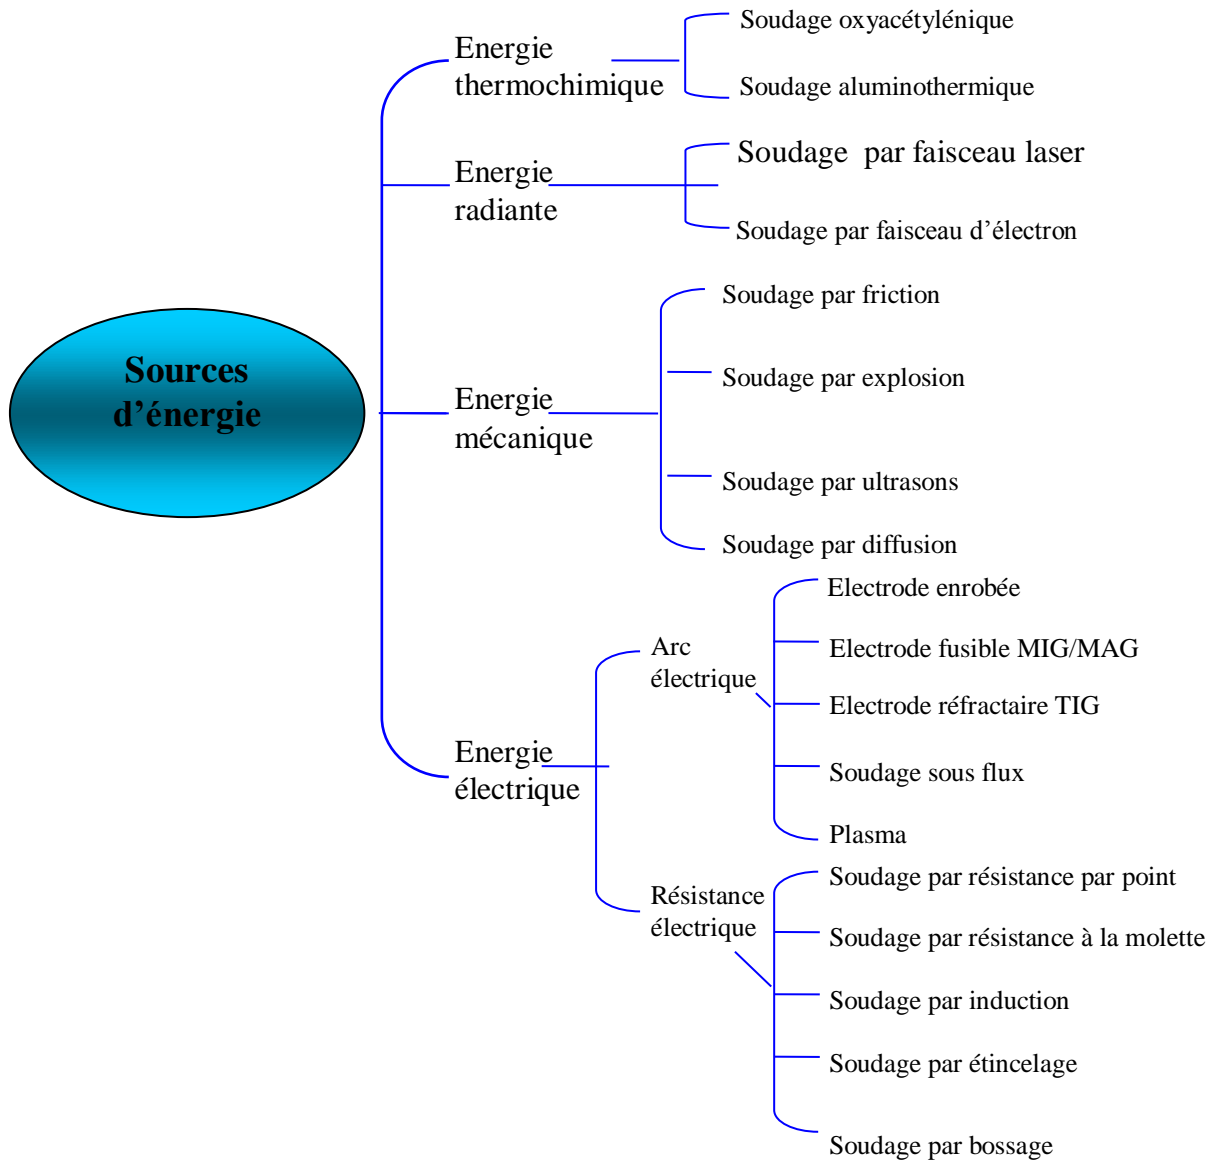 Sources
d’énergie
Energie
thermochimique
Soudage oxyacétylénique
Soudage aluminothermique
Energie
radiante
Soudage par faisceau laser
Soudage par faisceau d’électron
Energie
mécanique
Soudage par friction
Soudage par explosion
Soudage par ultrasons
Soudage par diffusion
Energie
électrique
Arc
électrique
Electrode enrobée
Electrode fusible MIG/MAG
Electrode réfractaire TIG
Soudage sous flux
Plasma
Résistance
électrique
Soudage par résistance par point
Soudage par résistance à la molette
Soudage par induction
Soudage par étincelage
Soudage par bossage